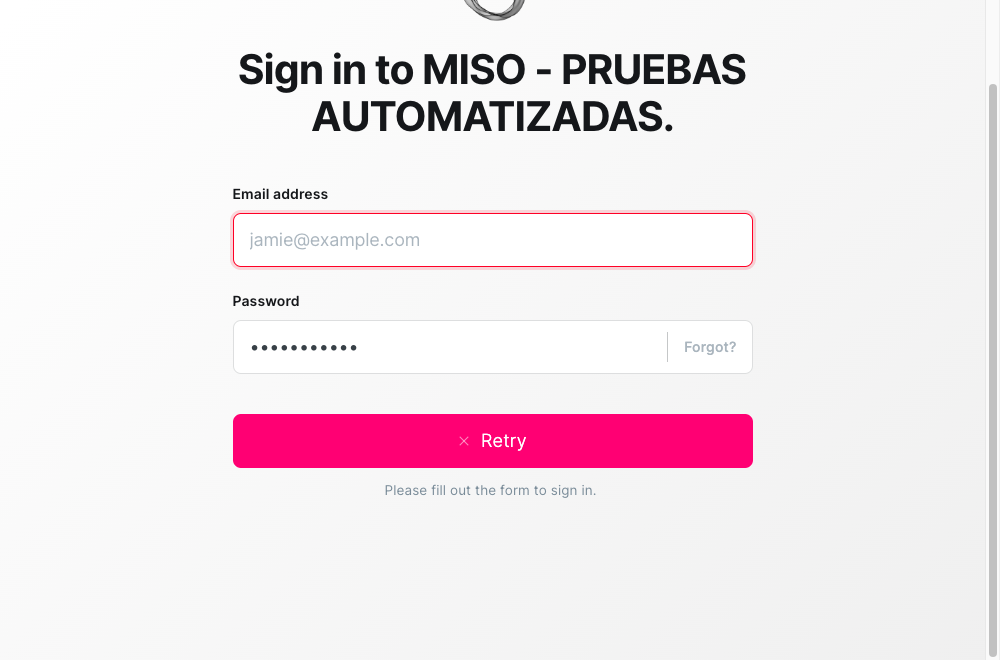 Sign in to MISO - PRUEBAS
AUTOMATIZADAS.
Email address
jamie@example.com
Password
•••••••••••
Forgot?
× Retry
Please fill out the form to sign in.